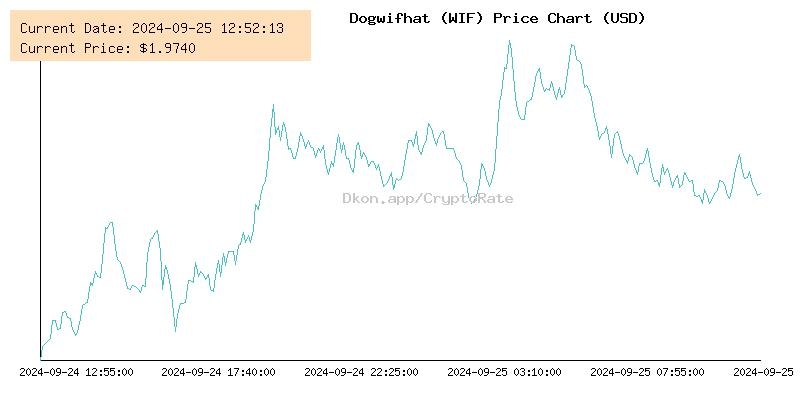 Dogwifhat (WIF) Price Chart (USD)
Current Date: 2024-09-25 12:52:13
Current Price: $1.9740
Dkon.app/CryptoRate
2024-09-24 12:55:00 2024-09-24 17:40:00 2024-09-24 22:25:00 2024-09-25 03:10:00 2024-09-25 07:55:00 2024-09-25